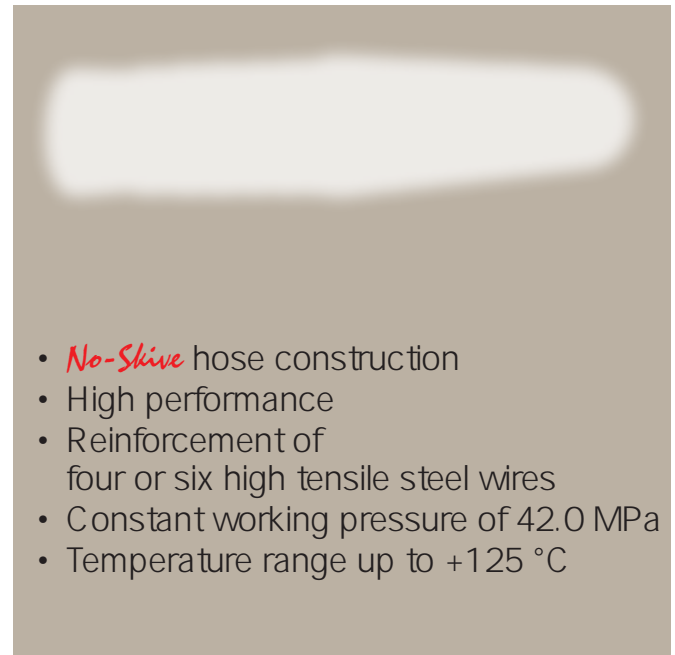 • No-Skive hose construction
• High performance
• Reinforcement of
four or six high tensile steel wires
• Constant working pressure of 42.0 MPa
• Temperature range up to +125 °C